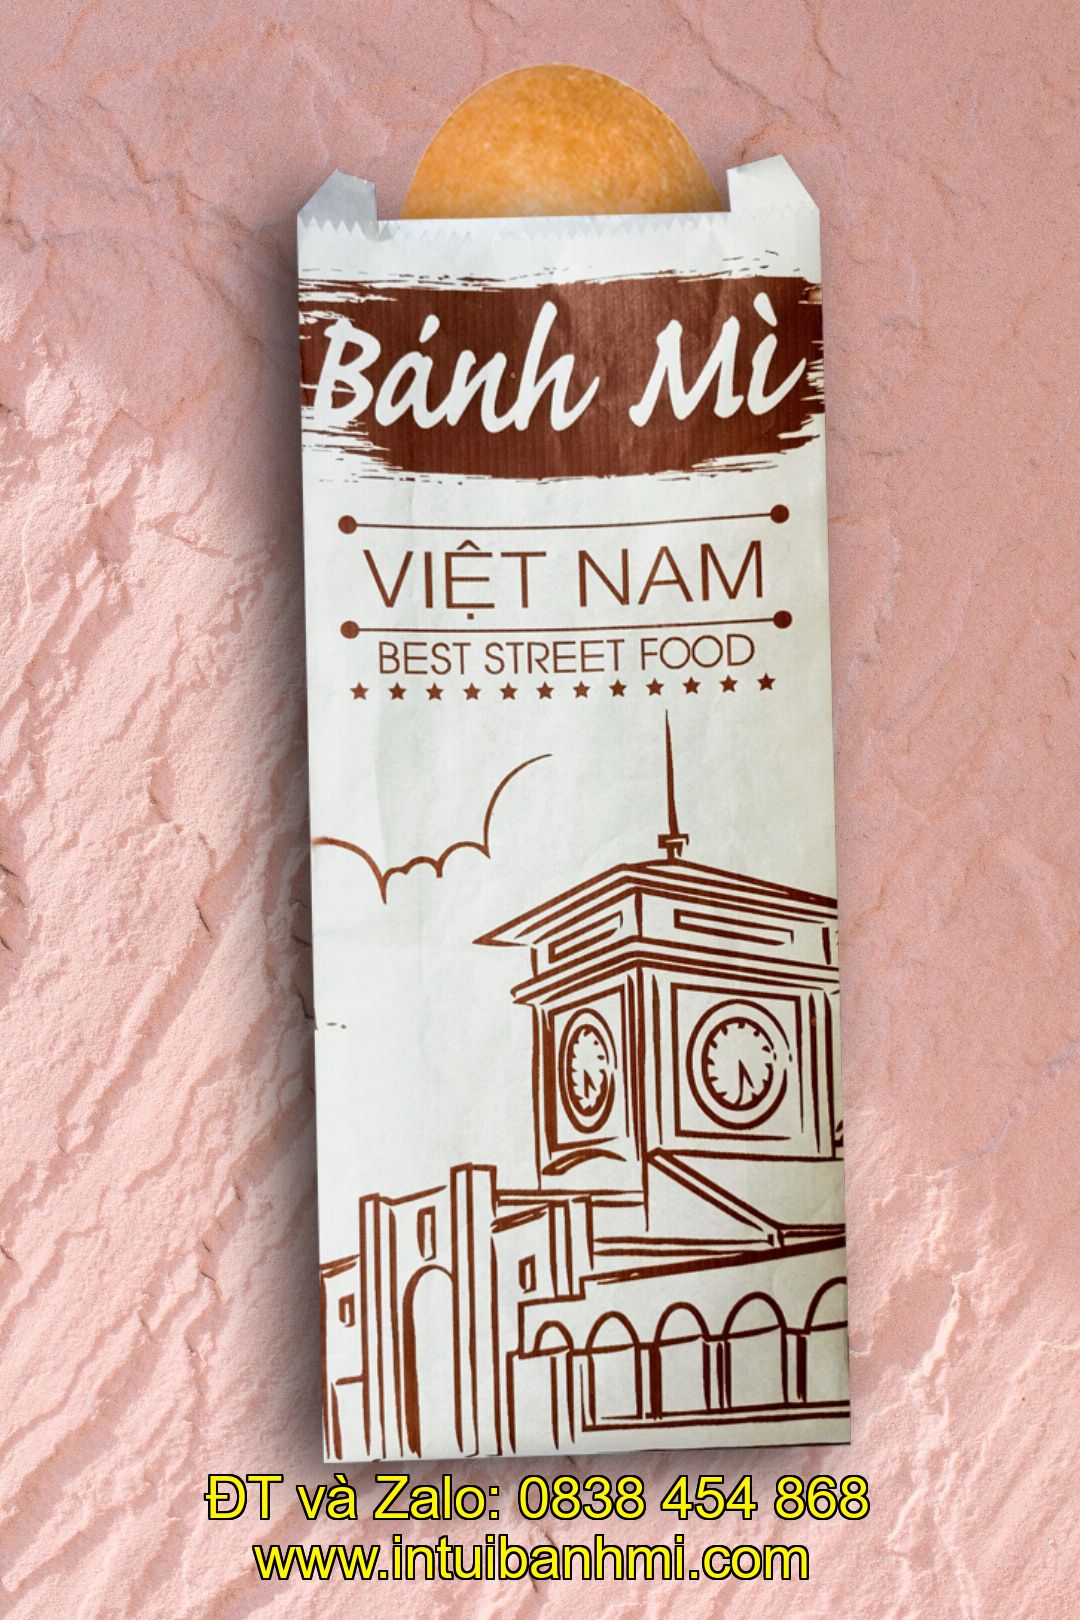 Bánh Mì
VIỆT NAM
BEST STREET FOOD
ĐT và Zalo: 0838 454 868
www.intuibanhmi.com